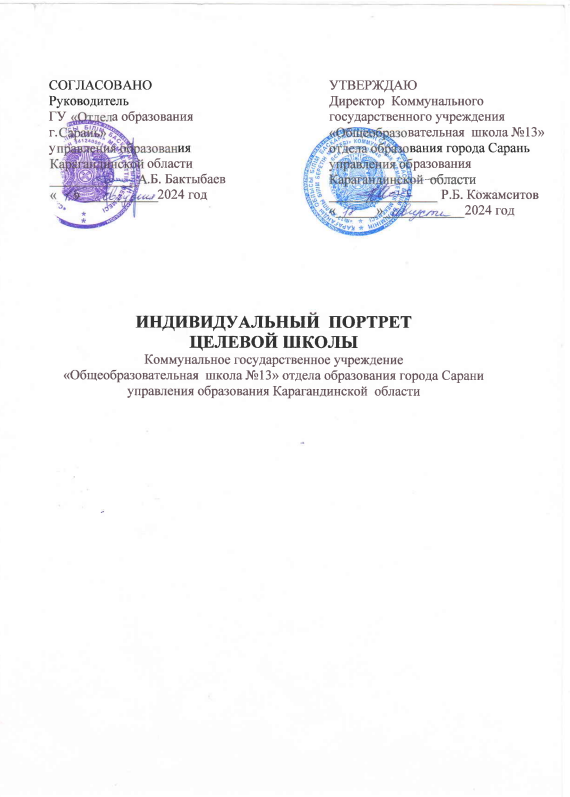 СОГЛАСОВАНО
Руководитель
ГУ «Отдела образования
г.Сарань»
управления образования
Карагандинской области
А.Б. Бактыбаев
« » 2024 год
УТВЕРЖДАЮ
Директор Коммунального
государственного учреждения
«Общеобразовательная школа №13»
отдела образования города Сарань
управления образования
Карагандинской области
Р.Б. Кожамситов
« » августа 2024 год
ИНДИВИДУАЛЬНЫЙ ПОРТРЕТ
ЦЕЛЕВОЙ ШКОЛЫ
Коммунальное государственное учреждение
«Общеобразовательная школа №13» отдела образования города Сарани
управления образования Карагандинской области